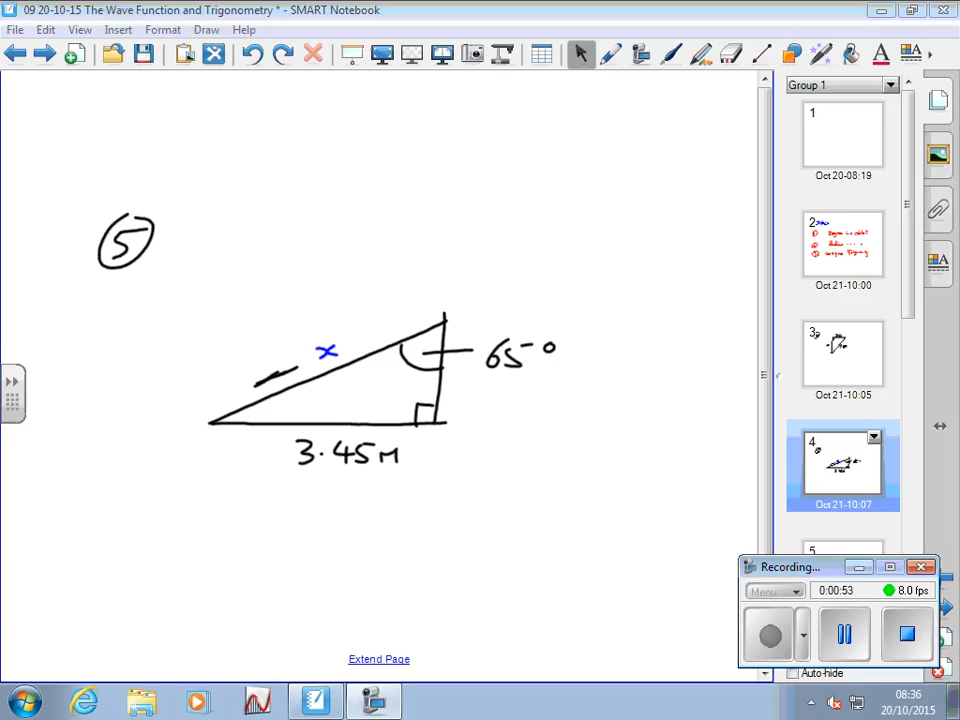 09 20-10-15 The Wave Function and Trigonometry * - SMART Notebook
File Edit View Insert Format Draw Help
Group 1
1
Oct 20-08:19
2
Oct 21-10:00
3
Oct 21-10:05
4
Oct 21-10:07
5
5
x
65°
3.45m
Extend Page
Recording...
Menu
0:00:53
8.0 fps
Auto-hide
08:36
20/10/2015